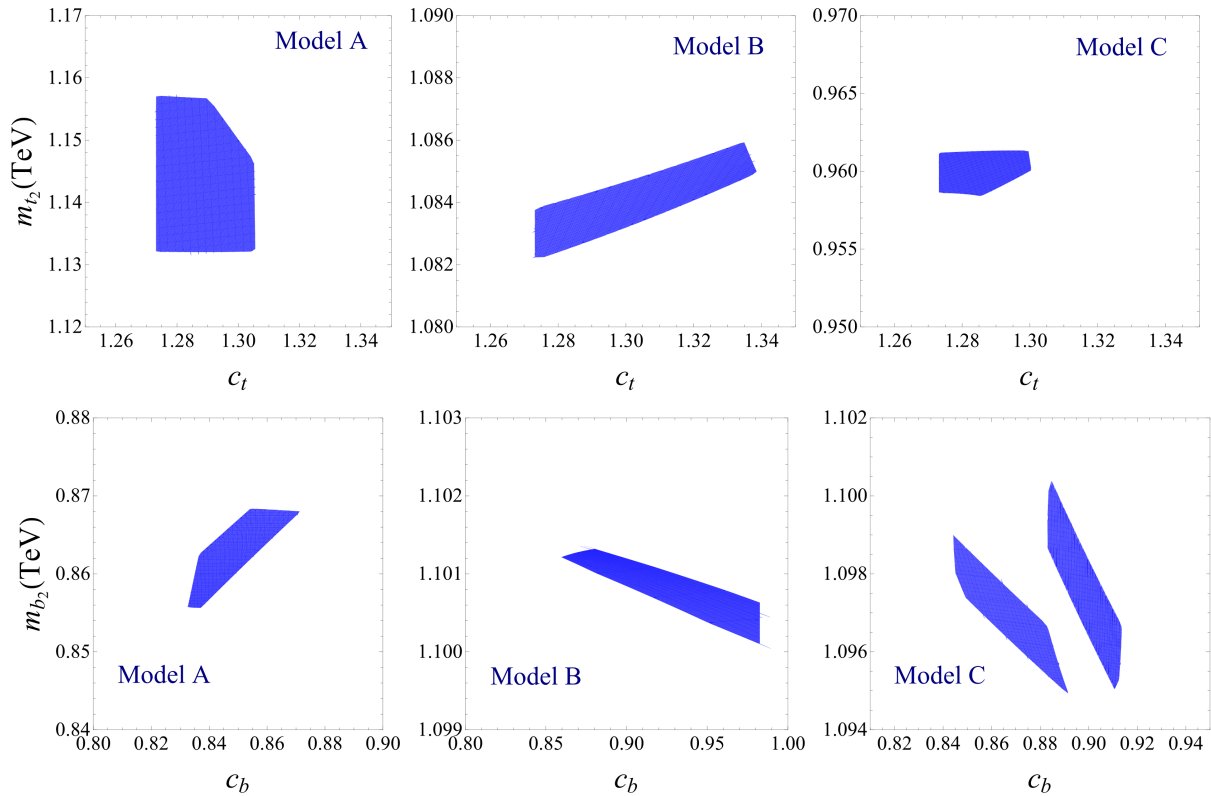 Model A
1.17
1.16
1.15
1.14
1.13
1.12
m_{t_2}(TeV)
1.26 1.28 1.30 1.32 1.34
c_t
Model B
1.090
1.088
1.086
1.084
1.082
1.080
1.26 1.28 1.30 1.32 1.34
c_t
Model C
0.970
0.965
0.960
0.955
0.950
1.26 1.28 1.30 1.32 1.34
c_t
0.88
0.87
0.86
0.85
0.84
m_{b_2}(TeV)
Model A
0.80 0.82 0.84 0.86 0.88 0.90
c_b
1.103
1.102
1.101
1.100
1.099
Model B
0.80 0.85 0.90 0.95 1.00
c_b
1.102
1.100
1.098
1.096
1.094
Model C
0.82 0.84 0.86 0.88 0.90 0.92 0.94
c_b